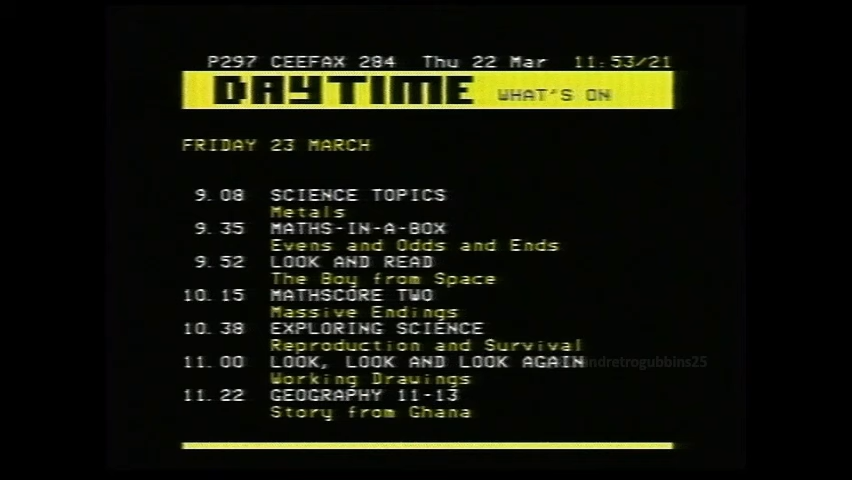 P297 CEEFAX 284 Thu 22 Mar 11:53/21
DAYTIME WHAT'S ON
FRIDAY 23 MARCH
9.08 SCIENCE TOPICS
Metals
9.35 MATHS-IN-A-BOX
Evens and Odds and Ends
9.52 LOOK AND READ
The Boy from Space
10.15 MATHSCORE TWO
Massive Endings
10.38 EXPLORING SCIENCE
Reproduction and Survival
11.00 LOOK, LOOK AND LOOK AGAIN
Working Drawings
11.22 GEOGRAPHY 11-13
Story from Ghana